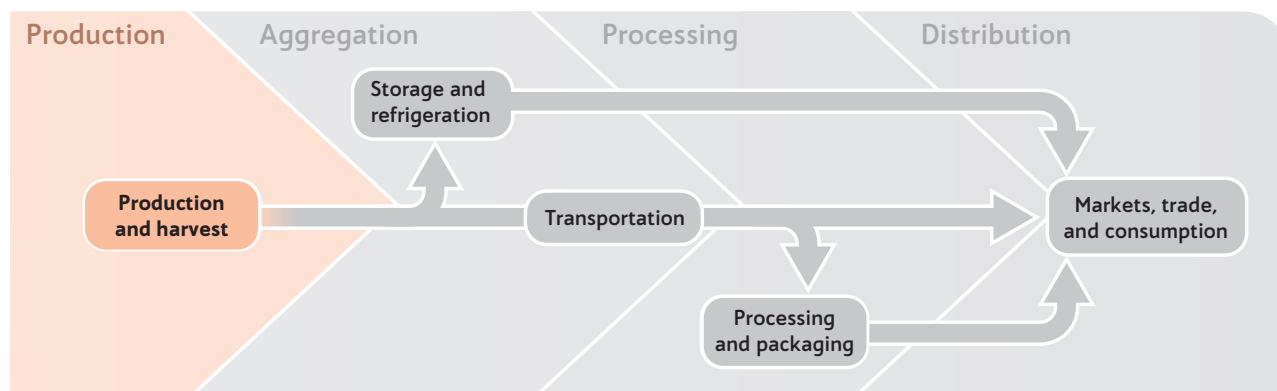 Production
Aggregation
Processing
Distribution
Storage and
refrigeration
Production
and harvest
Transportation
Markets, trade,
and consumption
Processing
and packaging